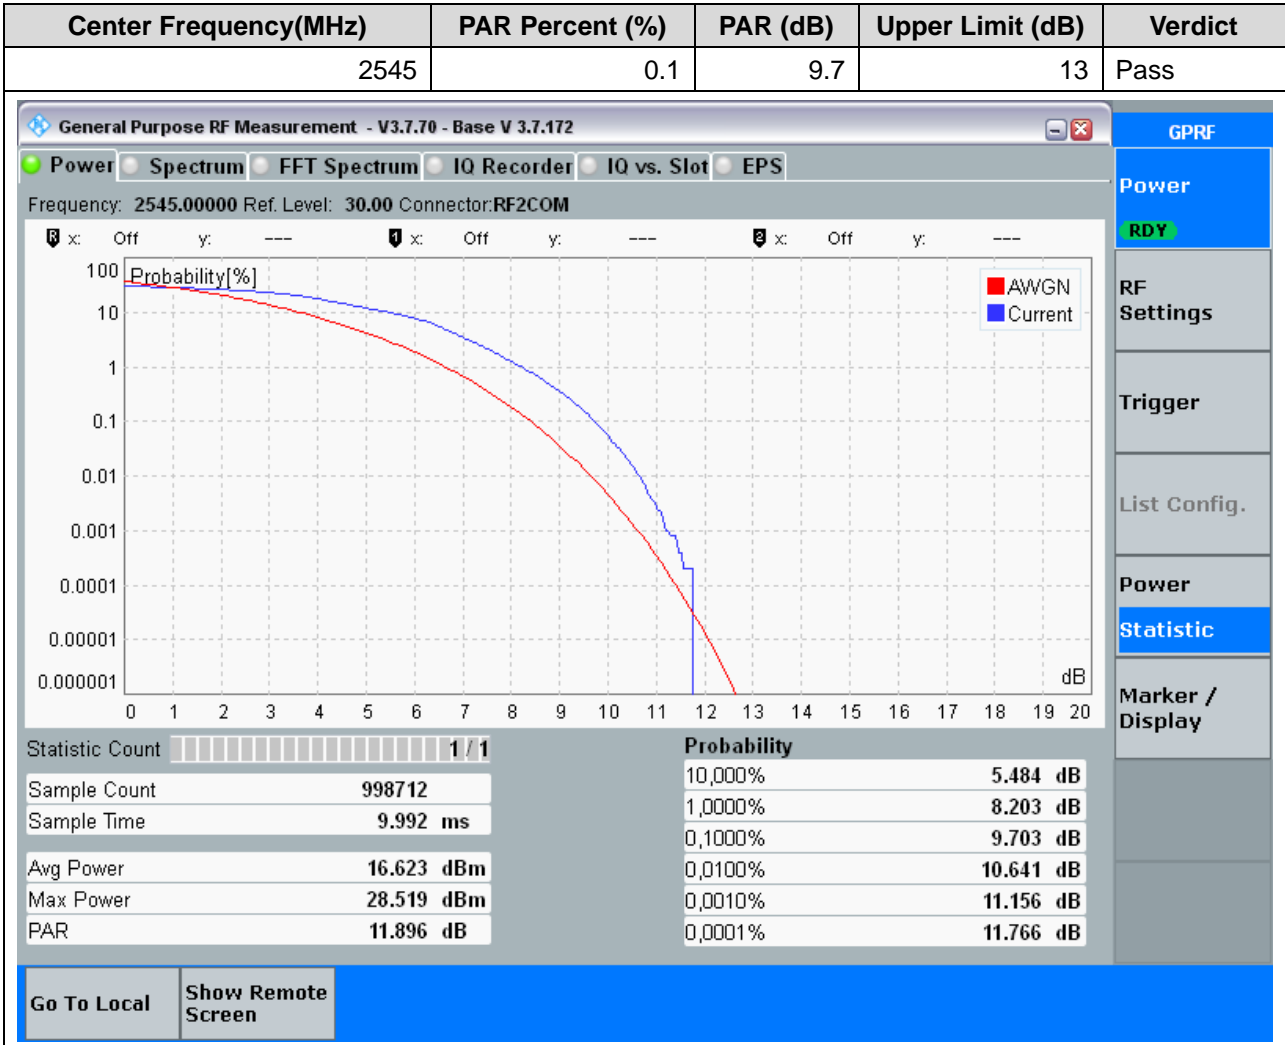 Center Frequency(MHz) PAR Percent (%) PAR (dB) Upper Limit (dB) Verdict
2545 0.1 9.7 13 Pass
General Purpose RF Measurement - V3.7.70 - Base V 3.7.172
GPRF
Power Spectrum FFT Spectrum IQ Recorder IQ vs. Slot EPS
Frequency: 2545.00000 Ref. Level: 30.00 Connector:RF2COM
R x: Off y: --- 1 x: Off y: --- 2 x: Off y: ---
Probability[%]
AWGN
Current
100
10
1
0.1
0.01
0.001
0.0001
0.00001
0.000001
dB
0 1 2 3 4 5 6 7 8 9 10 11 12 13 14 15 16 17 18 19 20
Statistic Count 1 / 1
Sample Count 998712
Sample Time 9.992 ms
Avg Power 16.623 dBm
Max Power 28.519 dBm
PAR 11.896 dB
Probability
10,000% 5.484 dB
1,0000% 8.203 dB
0,1000% 9.703 dB
0,0100% 10.641 dB
0,0010% 11.156 dB
0,0001% 11.766 dB
Power
RDY
RF
Settings
Trigger
List Config.
Power
Statistic
Marker /
Display
Go To Local
Show Remote
Screen